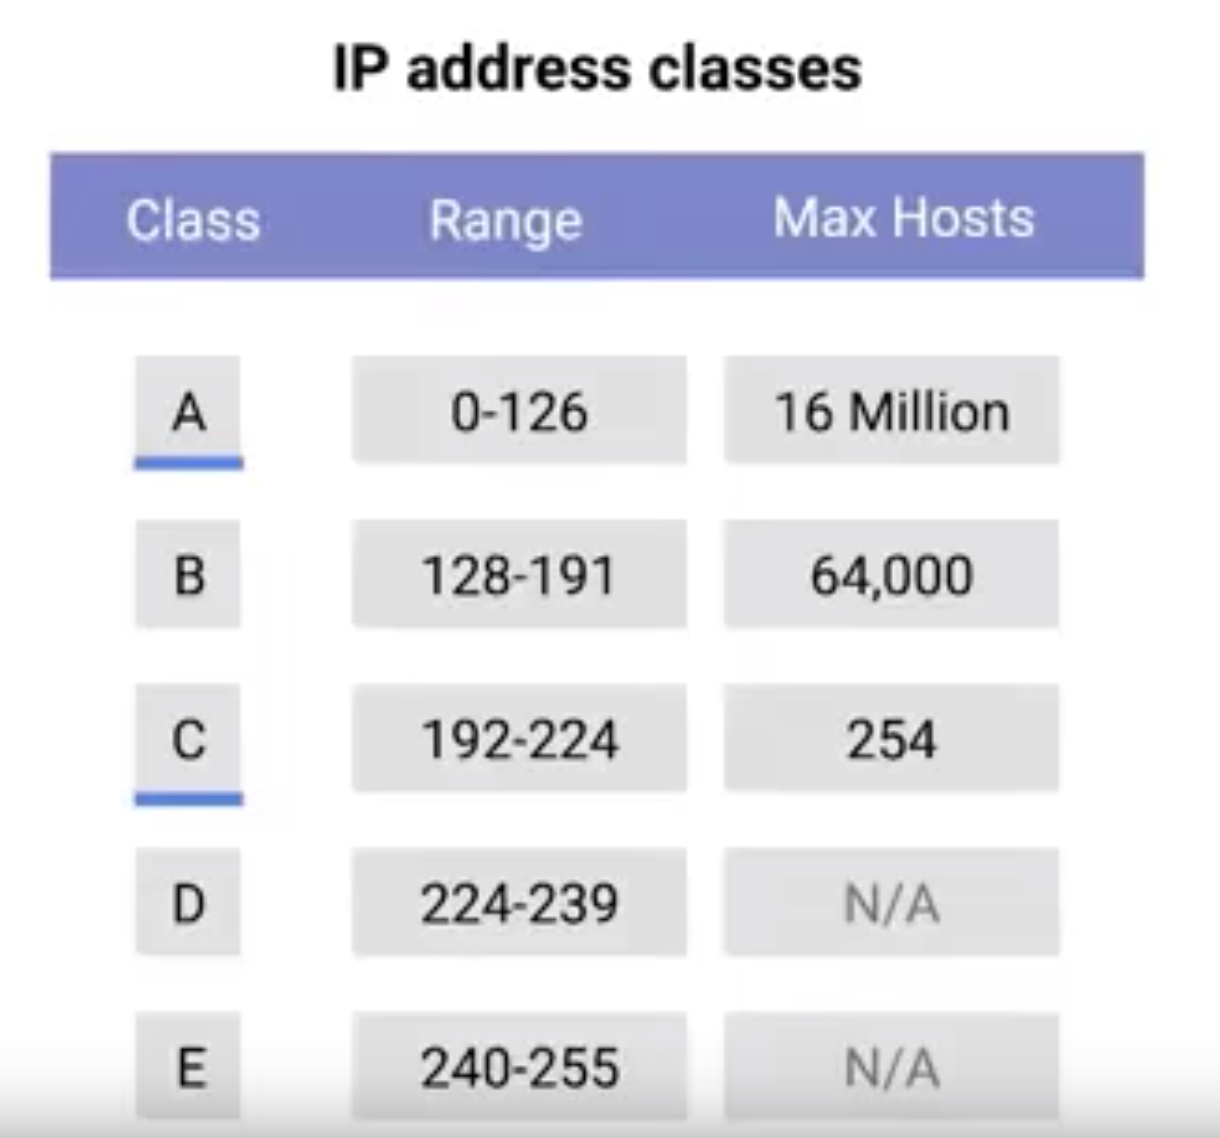 IP address classes
Class Range Max Hosts
A 0-126 16 Million
B 128-191 64,000
C 192-224 254
D 224-239 N/A
E 240-255 N/A